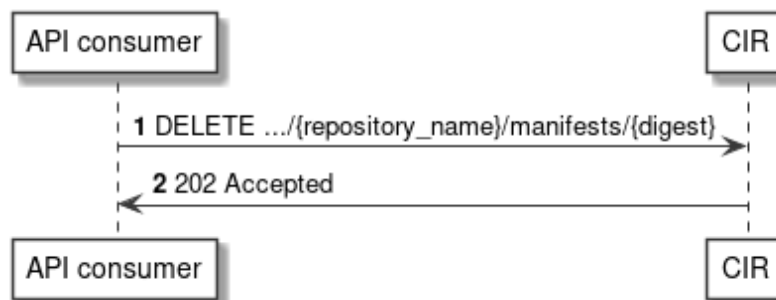 API consumer
CIR
1 DELETE .../{repository_name}/manifests/{digest}
2 202 Accepted
API consumer
CIR